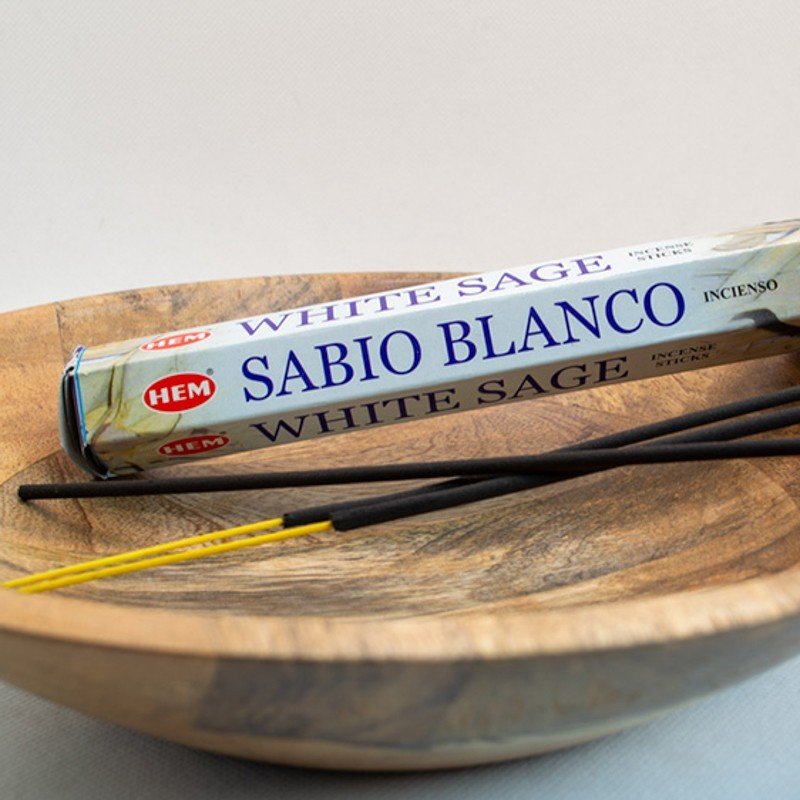 HEM WHITE SAGE INCENSE STICKS
HEM® SABIO BLANCO INCIENSO
HEM WHITE SAGE INCENSE STICKS